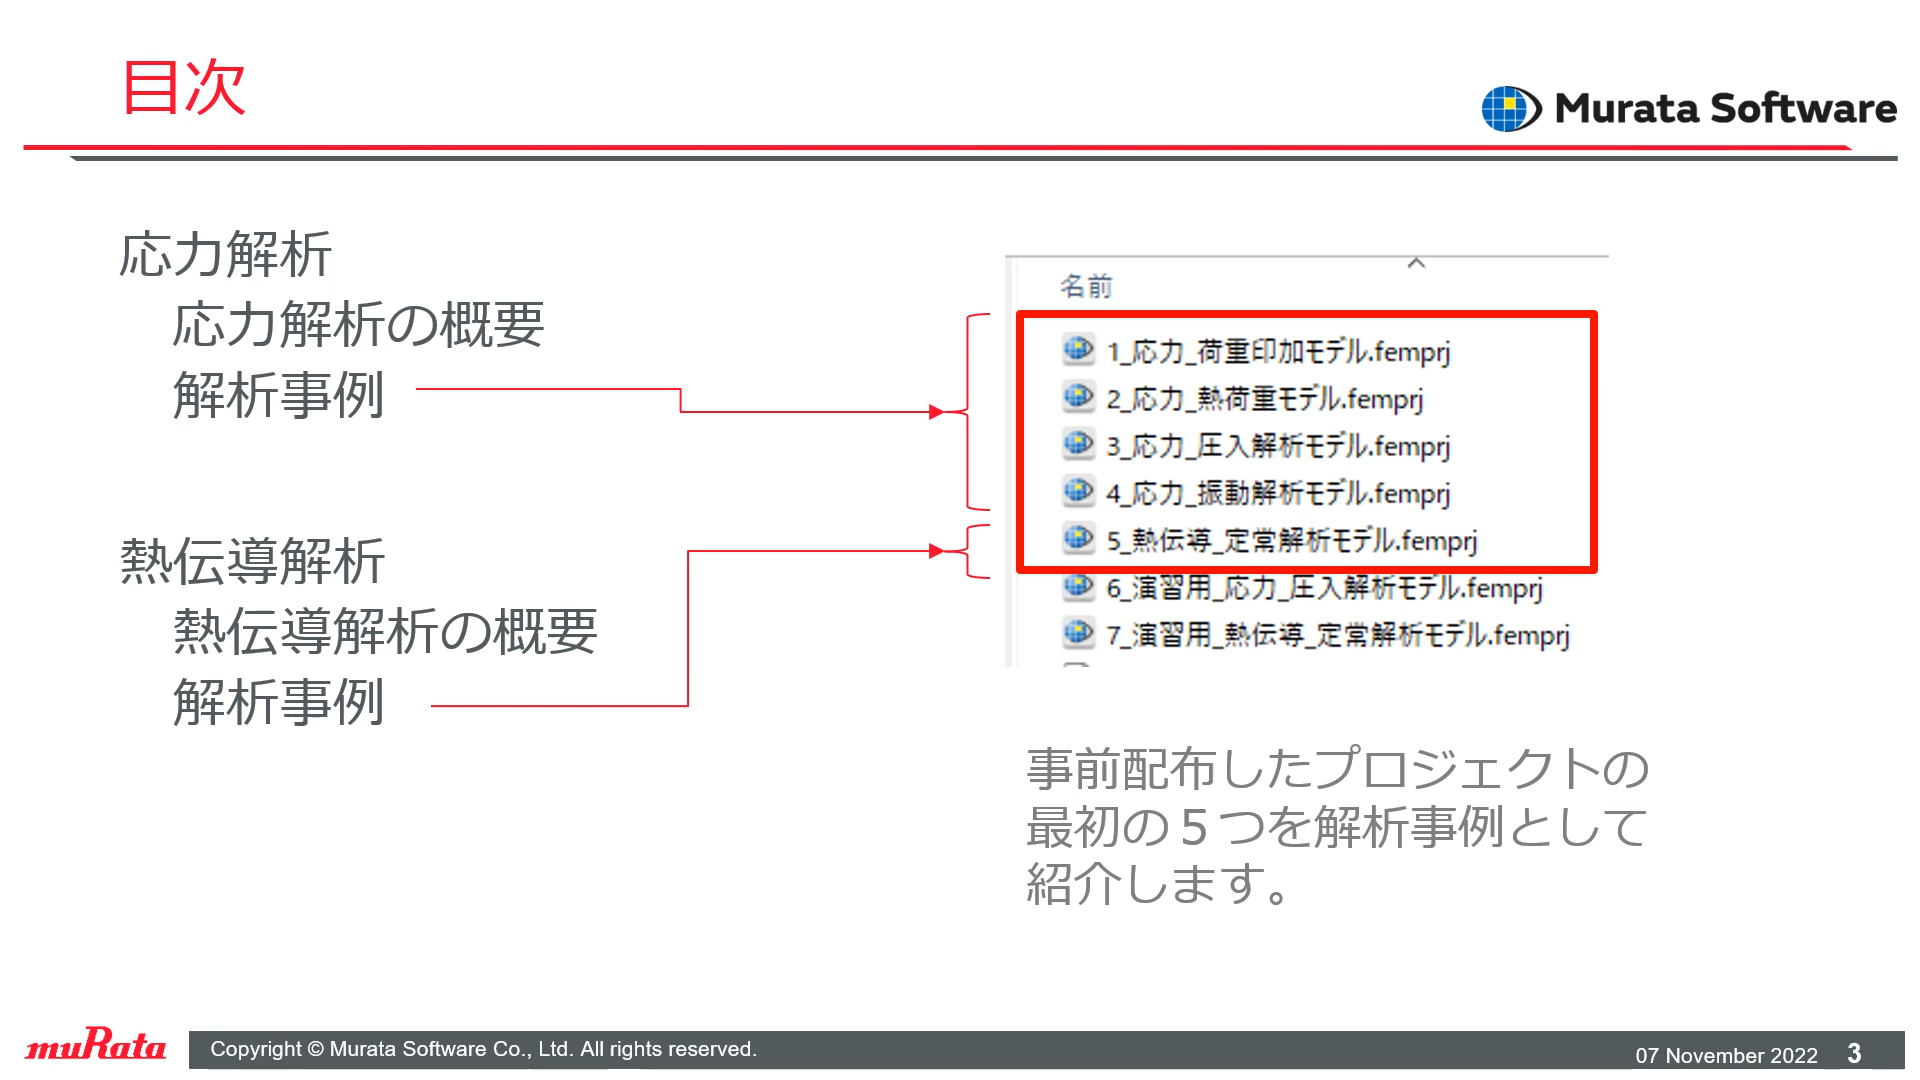 目次
Murata Software
応力解析
応力解析の概要
解析事例
熱伝導解析
熱伝導解析の概要
解析事例
名前
1_応力_荷重印加モデル.femprj
2_応力_熱荷重モデル.femprj
3_応力_圧入解析モデル.femprj
4_応力_振動解析モデル.femprj
5_熱伝導_定常解析モデル.femprj
6_演習用_応力_圧入解析モデル.femprj
7_演習用_熱伝導_定常解析モデル.femprj
事前配布したプロジェクトの
最初の５つを解析事例として
紹介します。
muRata
Copyright © Murata Software Co., Ltd. All rights reserved.
07 November 2022
3